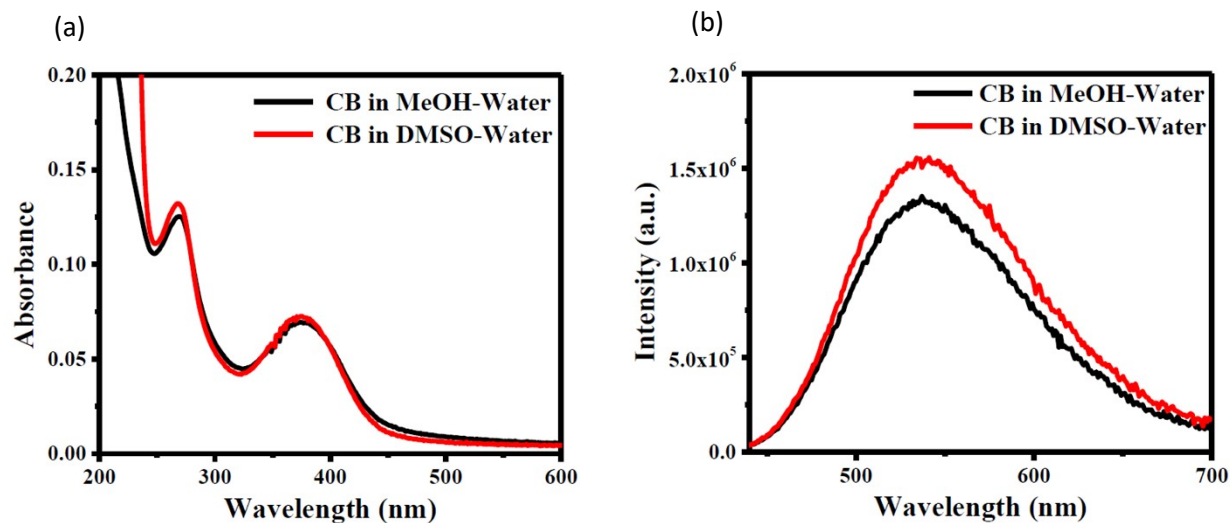 (a)
(b)
0.20
0.15
0.10
0.05
0.00
Absorbance
CB in MeOH-Water
CB in DMSO-Water
200 300 400 500 600
Wavelength (nm)
2.0x10⁶
1.5x10⁶
1.0x10⁶
5.0x10⁵
0.0
Intensity (a.u.)
CB in MeOH-Water
CB in DMSO-Water
500 600 700
Wavelength (nm)